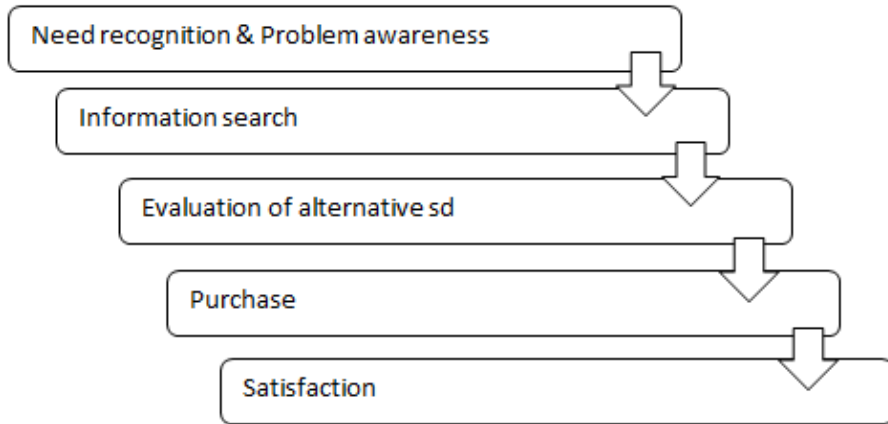 Need recognition & Problem awareness
Information search
Evaluation of alternative sd
Purchase
Satisfaction